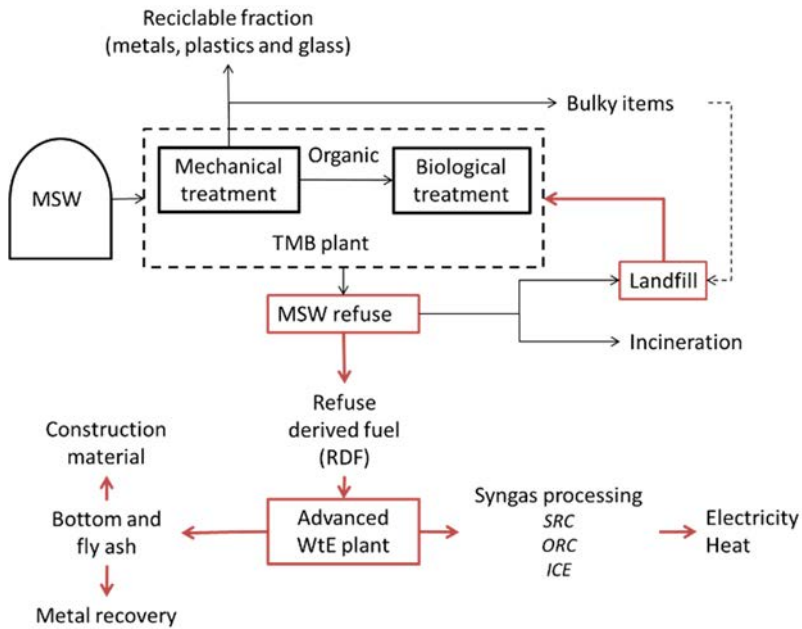 Reciclable fraction
(metals, plastics and glass)
Bulky items
MSW
Mechanical
treatment
Organic
Biological
treatment
TMB plant
Landfill
MSW refuse
Incineration
Refuse
derived fuel
(RDF)
Construction
material
Bottom and
fly ash
Metal recovery
Advanced
WtE plant
Syngas processing
SRC
ORC
ICE
Electricity
Heat